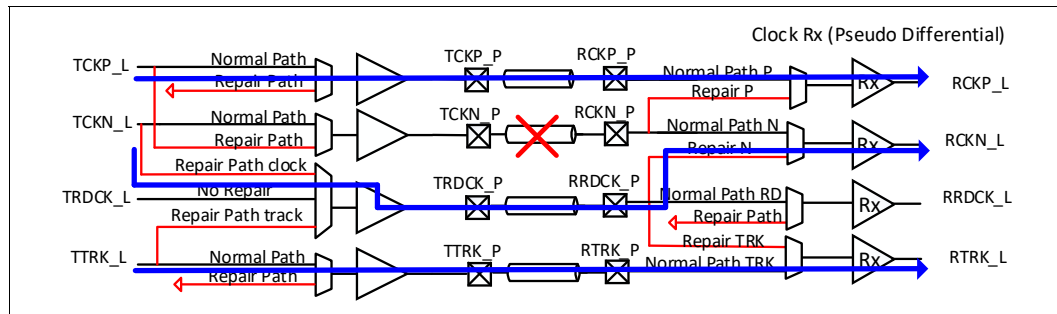 Clock Rx (Pseudo Differential)
TCKP_L
Normal Path
Repair Path
TCKP_P
RCKP_P
Normal Path P
Repair P
Rx
RCKP_L
TCKN_L
Normal Path
Repair Path
TCKN_P
RCKN_P
Normal Path N
Repair N
Rx
RCKN_L
Repair Path clock
TRDCK_L
No Repair
Repair Path track
TRDCK_P
RRDCK_P
Normal Path RD
Repair Path
Rx
RRDCK_L
TTRK_L
Normal Path
Repair Path
TTRK_P
RTRK_P
Repair TRK
Normal Path TRK
Rx
RTRK_L